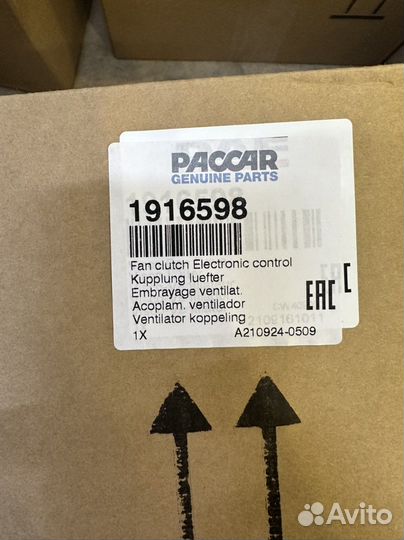 PACCAR
GENUINE PARTS
1916598
Fan clutch Electronic control
Kupplung luefter
Embrayage ventilat.
Acoplam. ventilador
Ventilator koppeling
1X A210924-0509
EAC
Avito